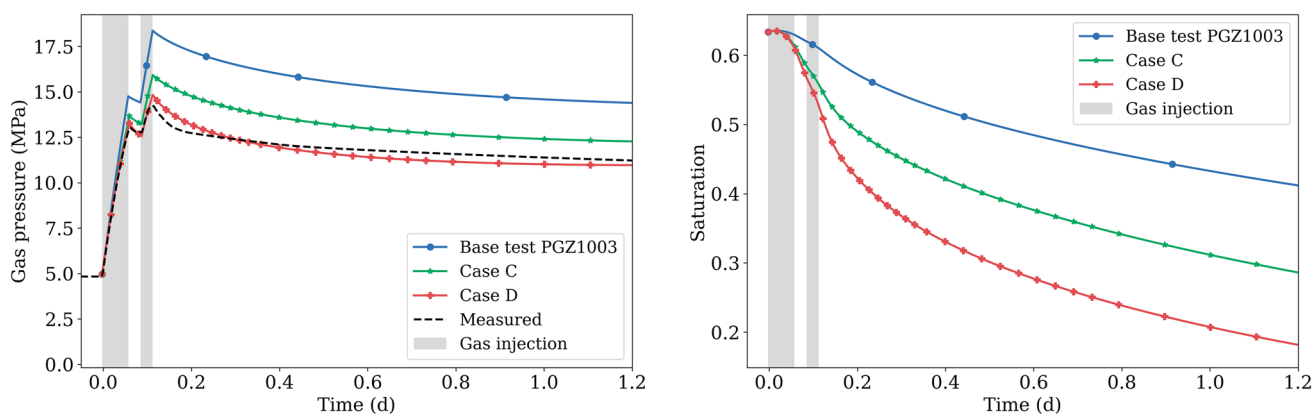 Gas pressure (MPa)
17.5
15.0
12.5
10.0
7.5
5.0
2.5
0.0
Base test PGZ1003
Case C
Case D
Measured
Gas injection
0.0 0.2 0.4 0.6 0.8 1.0 1.2
Time (d)
Saturation
0.6
0.5
0.4
0.3
0.2
Base test PGZ1003
Case C
Case D
Gas injection
0.0 0.2 0.4 0.6 0.8 1.0 1.2
Time (d)